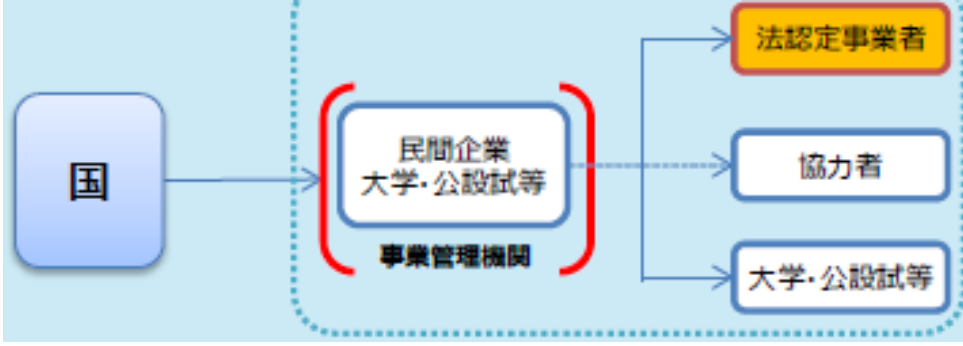 法認定事業者
国
民間企業
大学・公設試等
協力者
事業管理機関
大学・公設試等